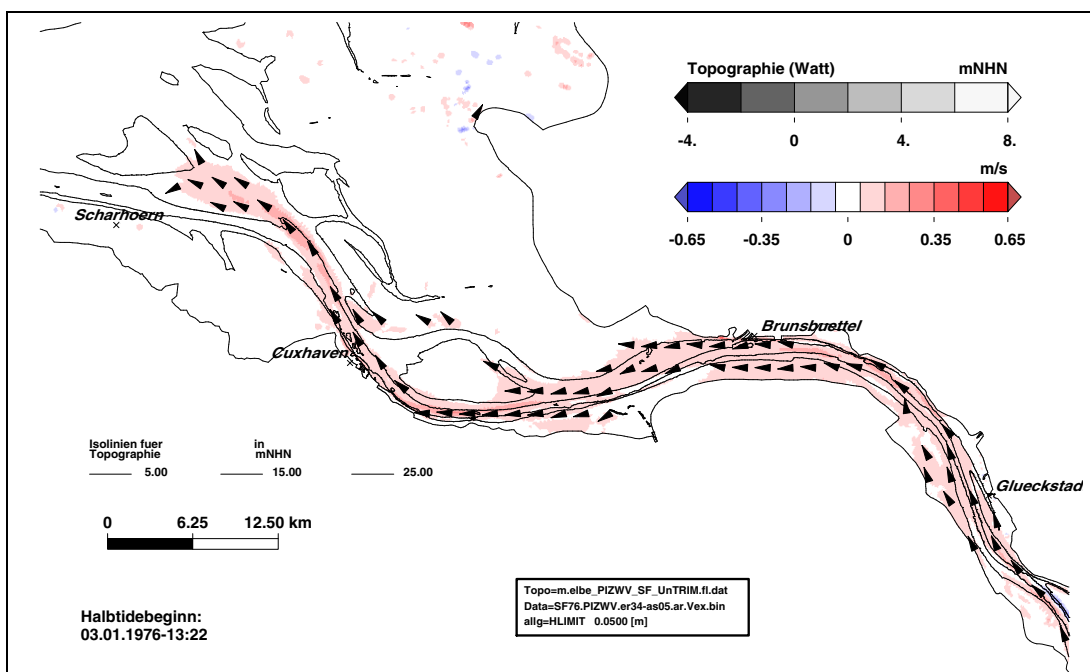 Topographie (Watt) mNHN
-4. 0 4. 8.
m/s
-0.65 -0.35 0 0.35 0.65
Scharhoern
Brunsbuettel
Cuxhaven
Isolinien fuer in
Topographie mNHN
5.00 15.00 25.00
Glueckstad
0 6.25 12.50 km
Topo=m.elbe_PIZWV_SF_UnTRIM.fl.dat
Data=SF76.PIZWV.er34-as05.ar.Vex.bin
allg=HLIMIT 0.0500 [m]
Halbtidebeginn:
03.01.1976-13:22